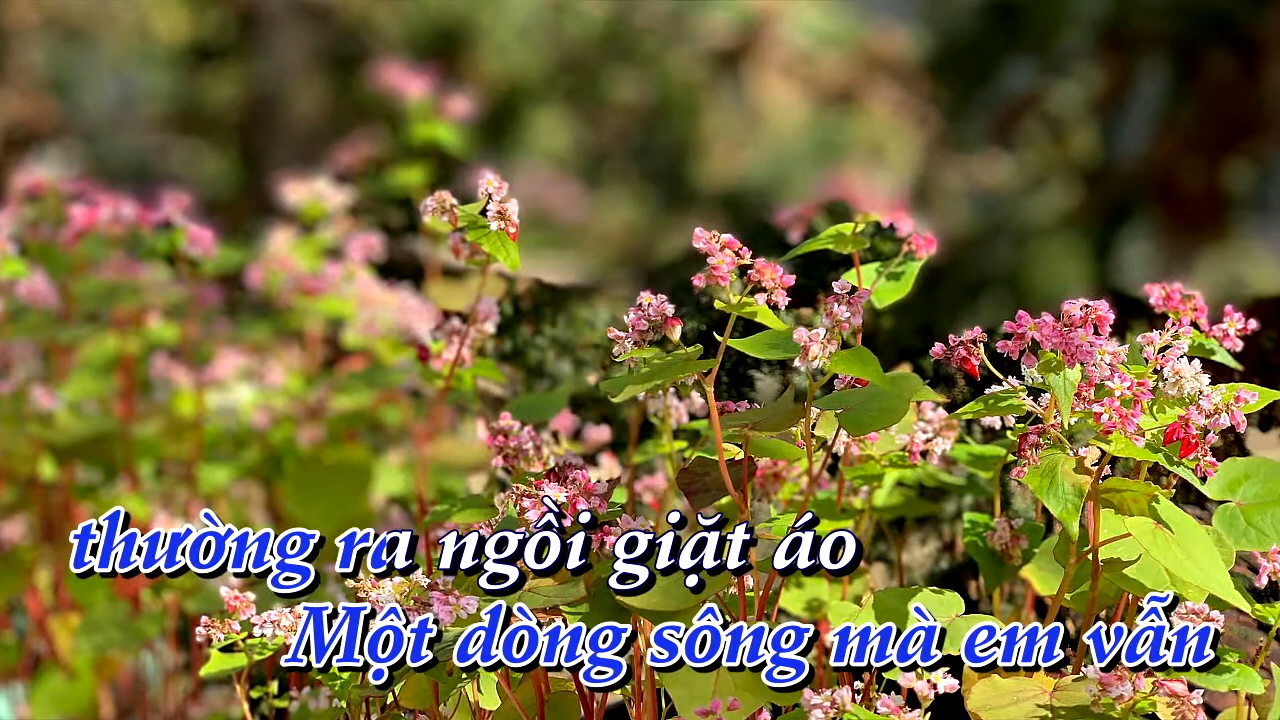 thường ra ngồi giặt áo
Một dòng sông mà em vẫn